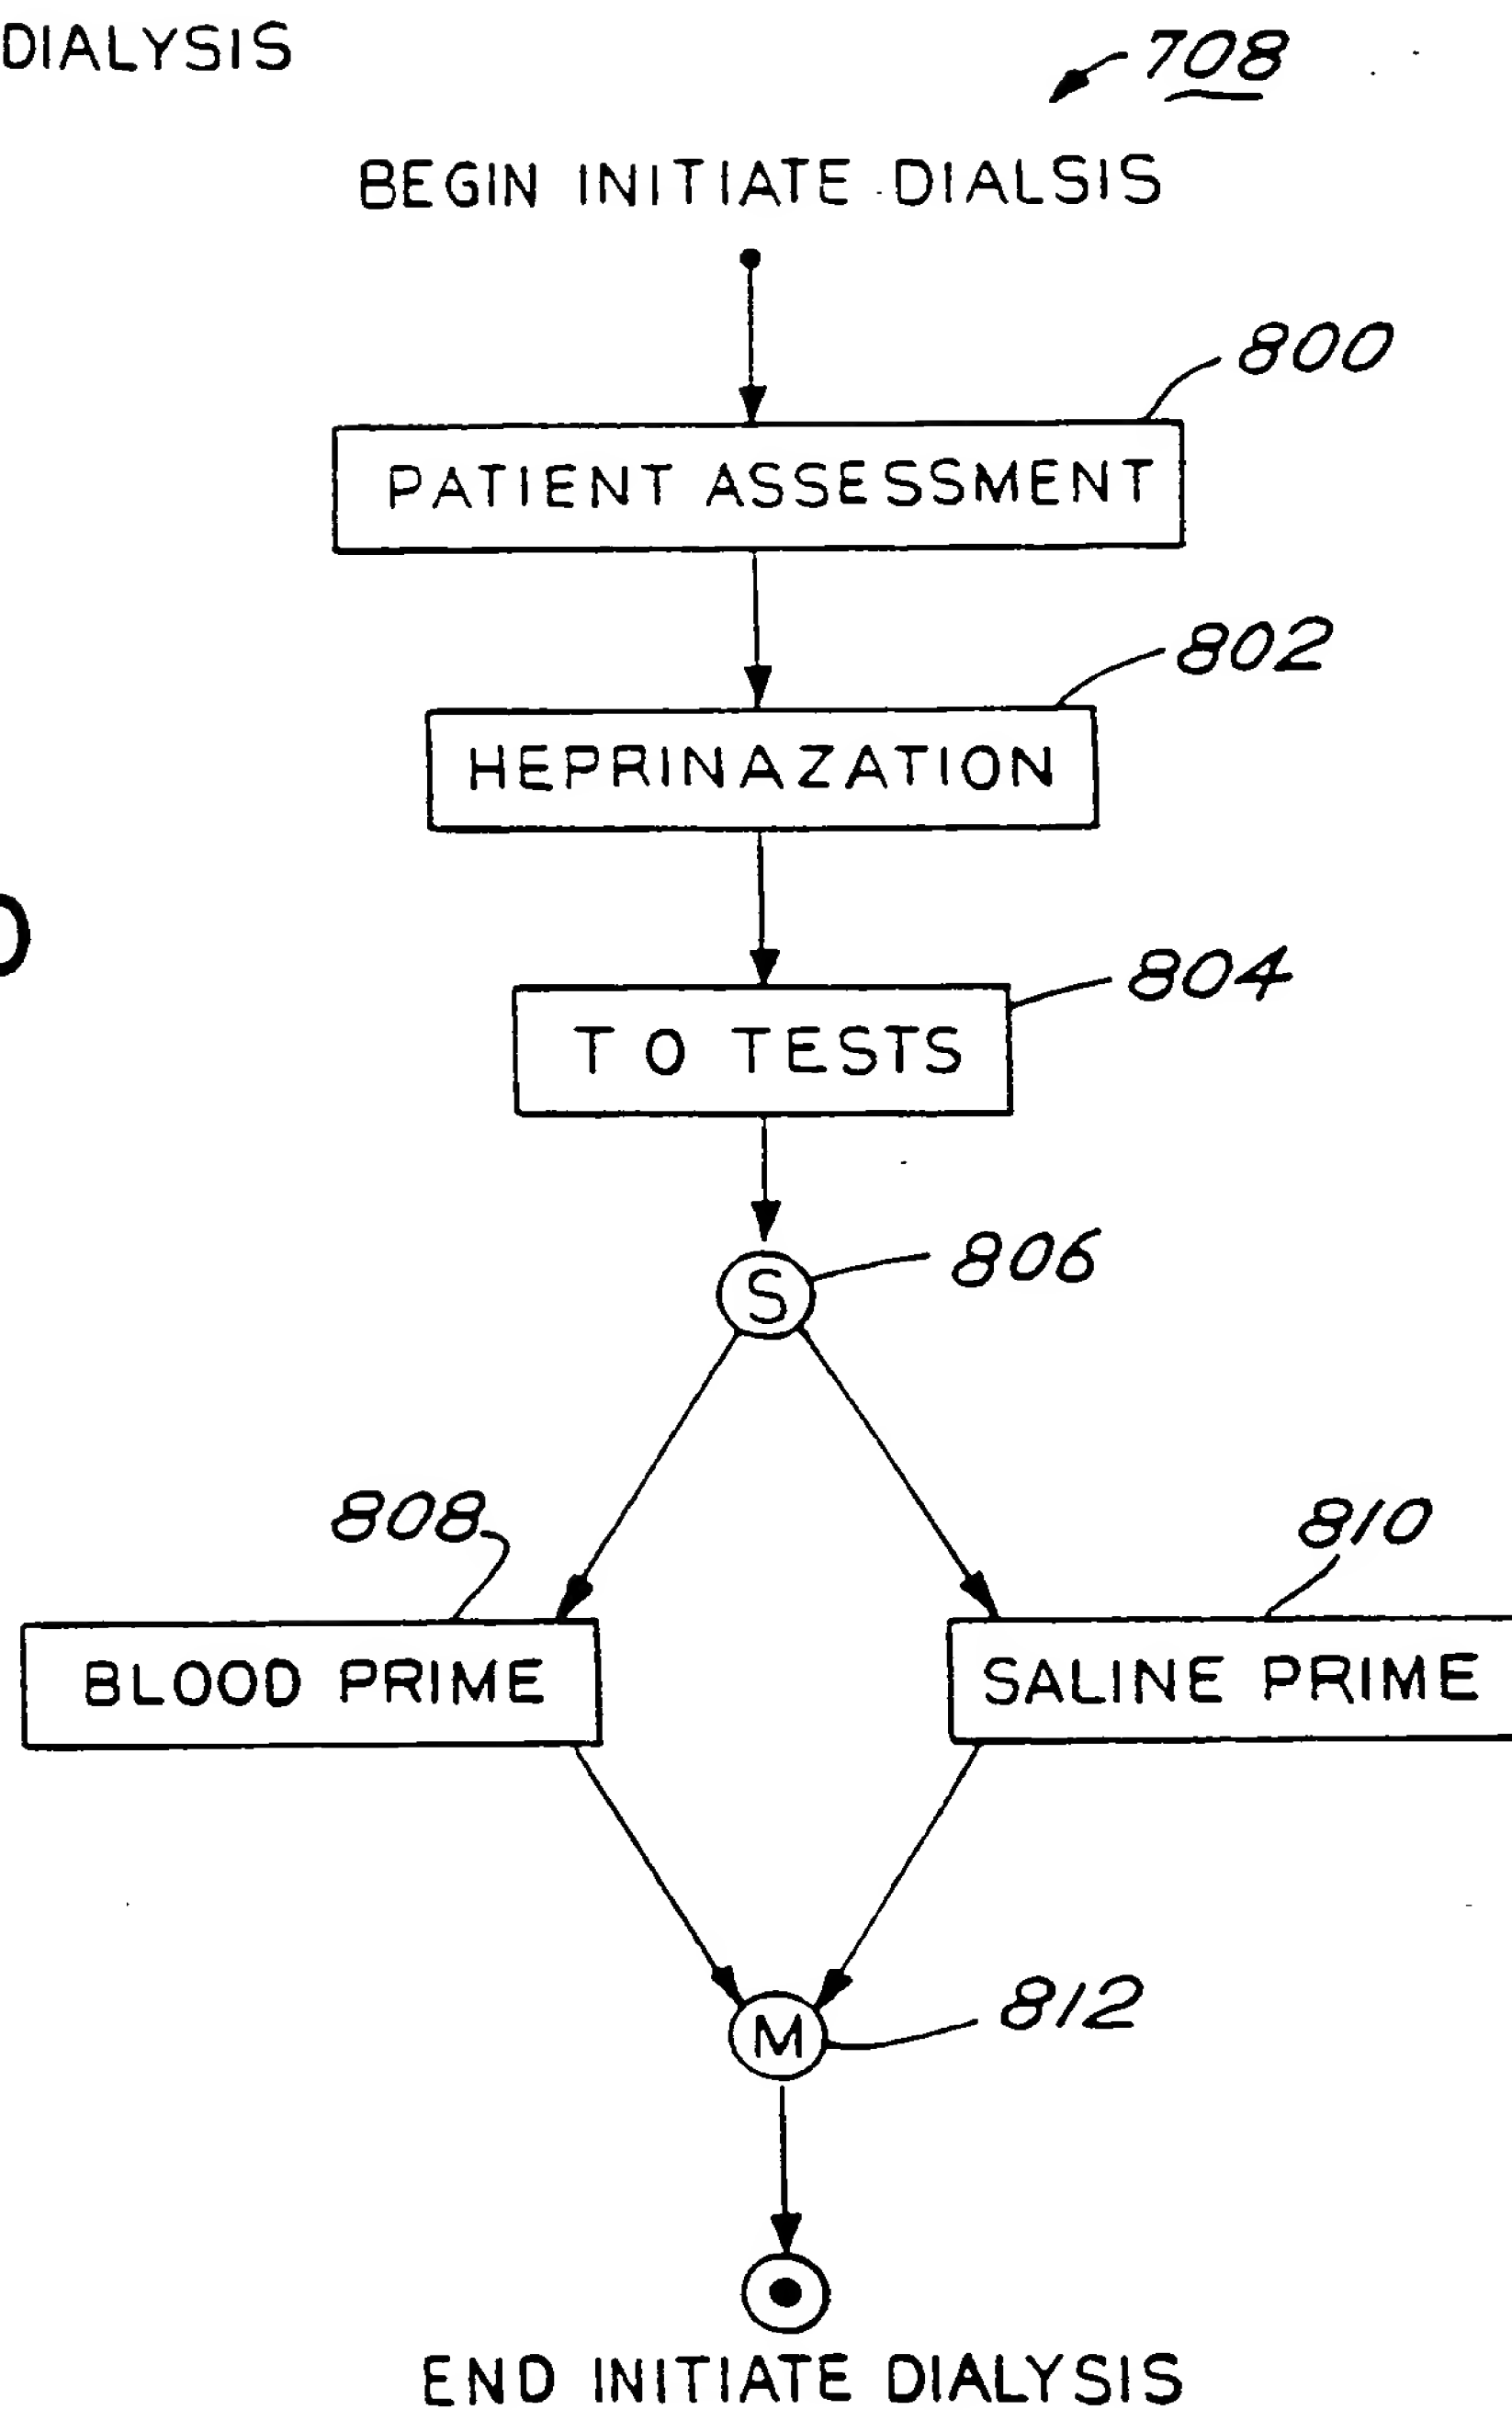 DIALYSIS
708
BEGIN INITIATE DIALSIS
800
PATIENT ASSESSMENT
802
HEPRINAZATION
804
TO TESTS
806
S
808
810
BLOOD PRIME
SALINE PRIME
812
M
END INITIATE DIALYSIS